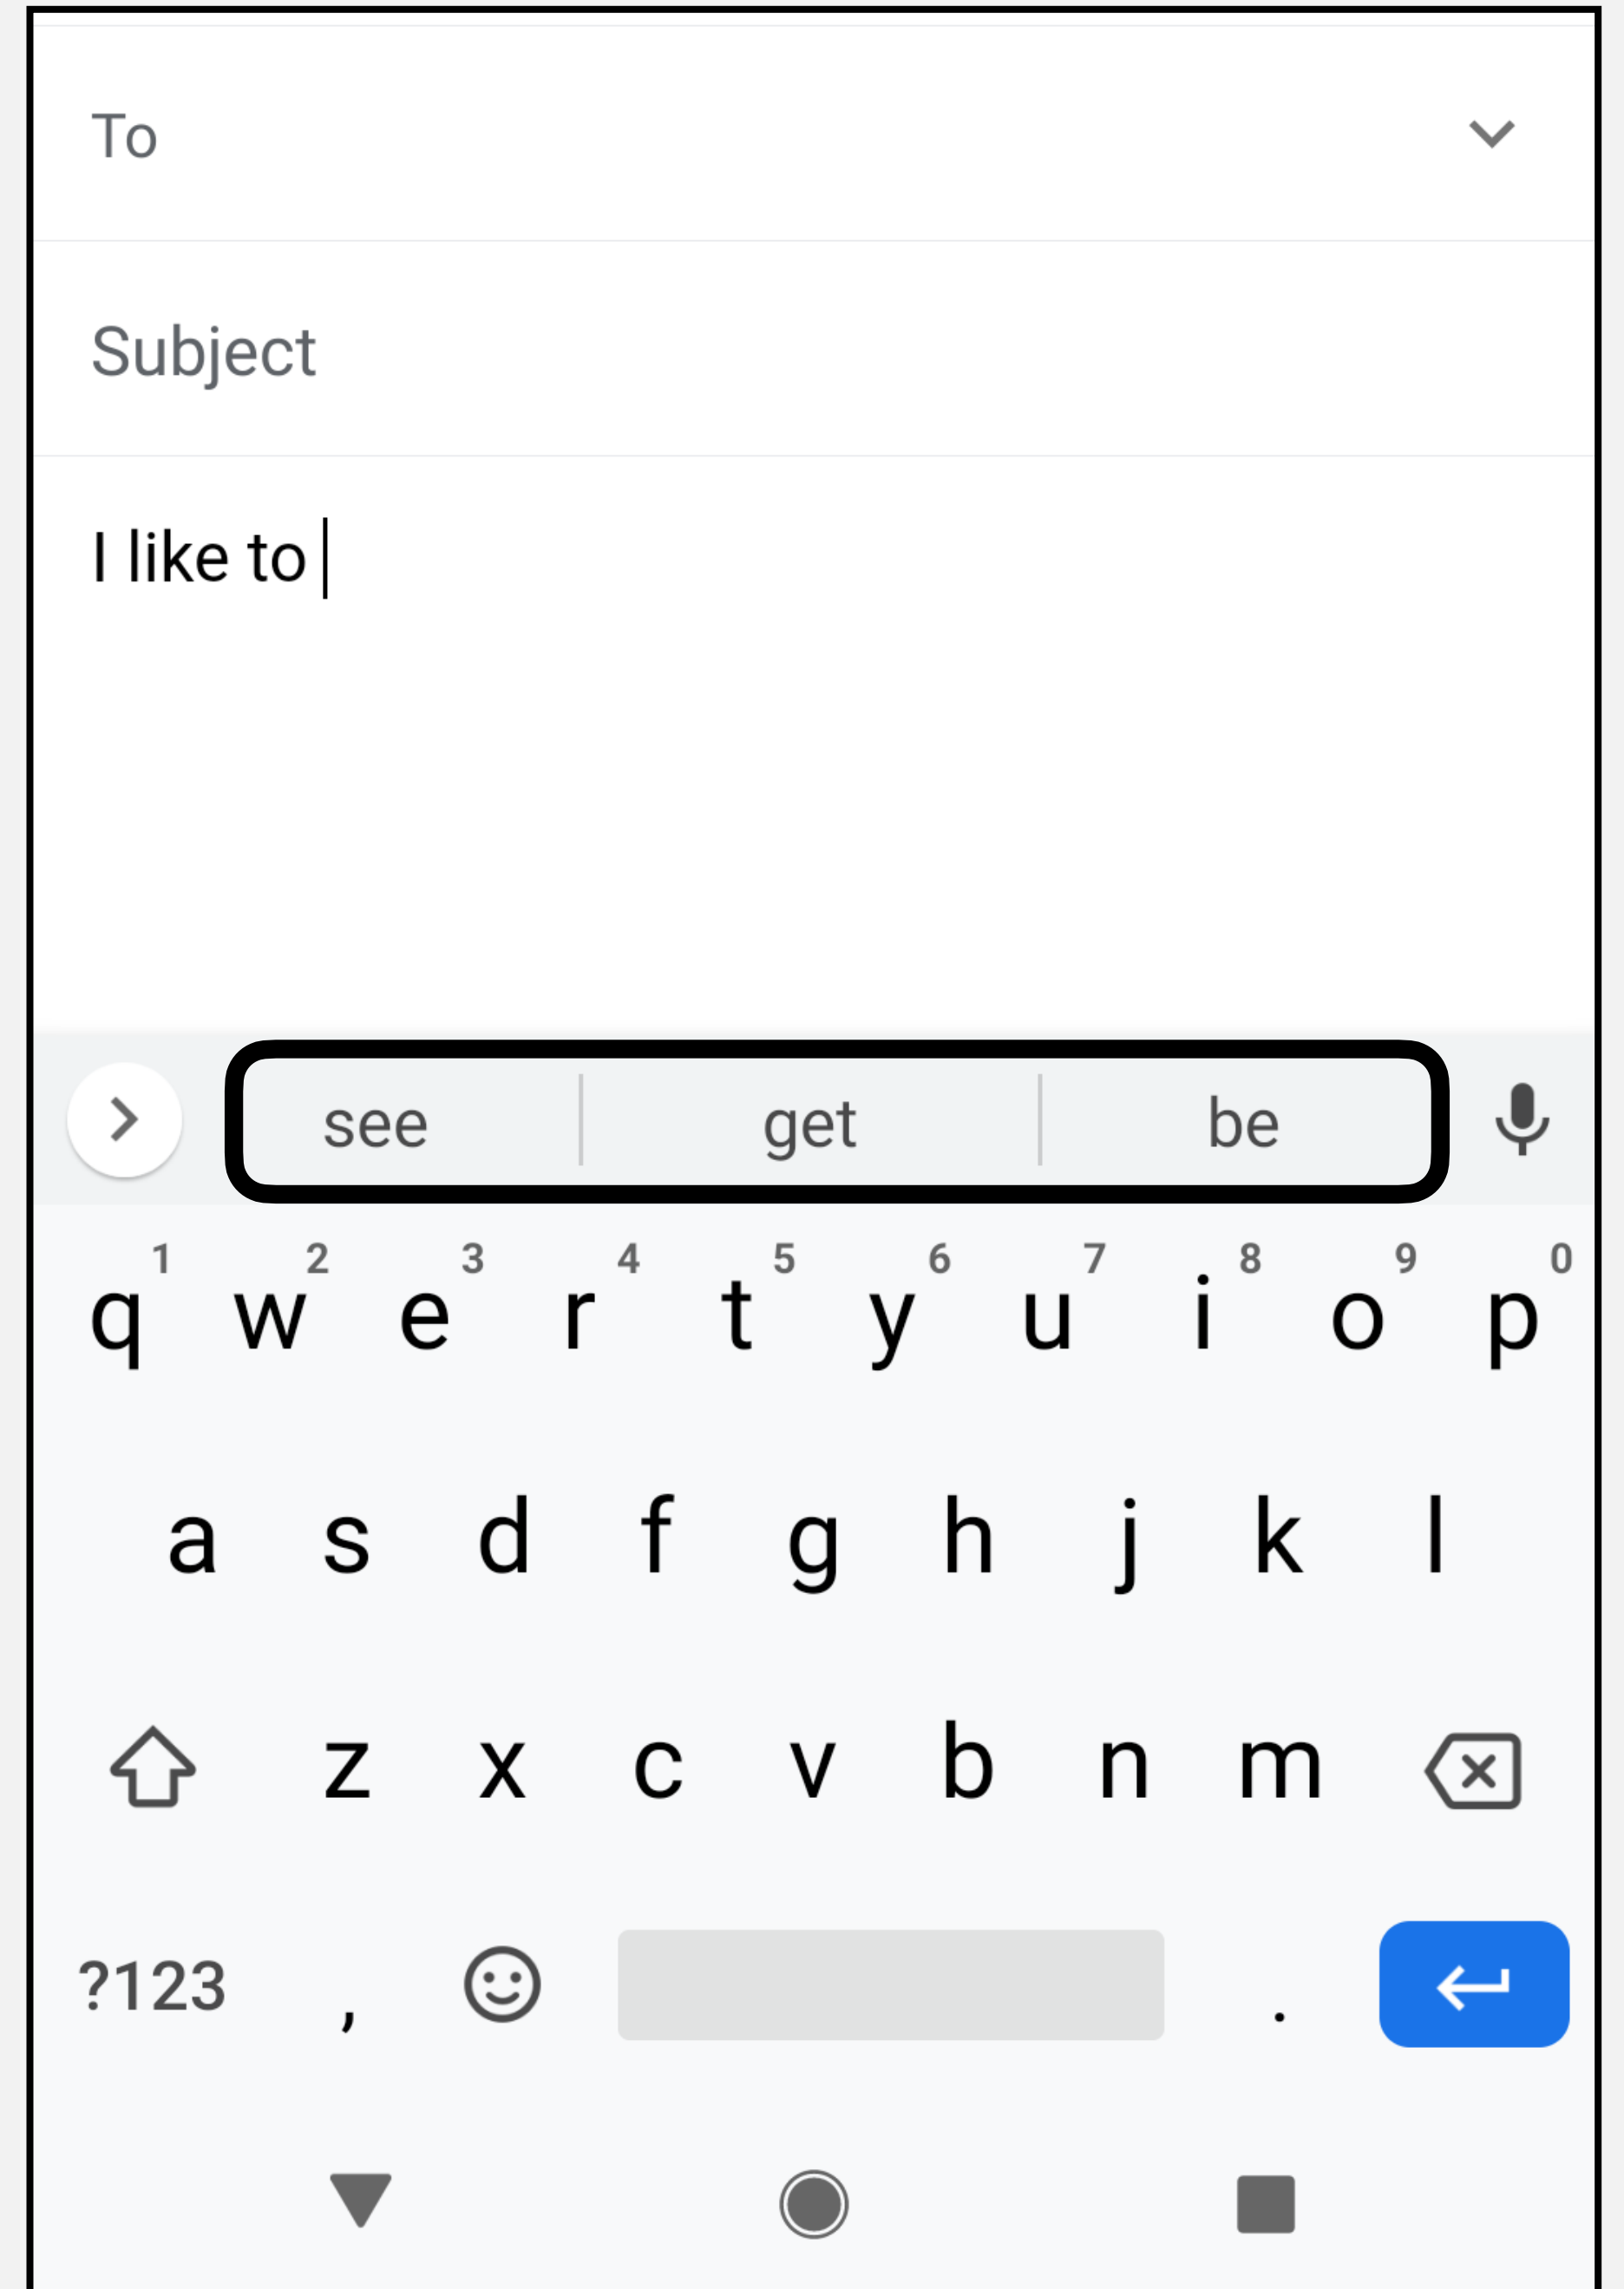 To
Subject
I like to
see get be
1 2 3 4 5 6 7 8 9 0
q w e r t y u i o p
a s d f g h j k l
z x c v b n m
?123 , .